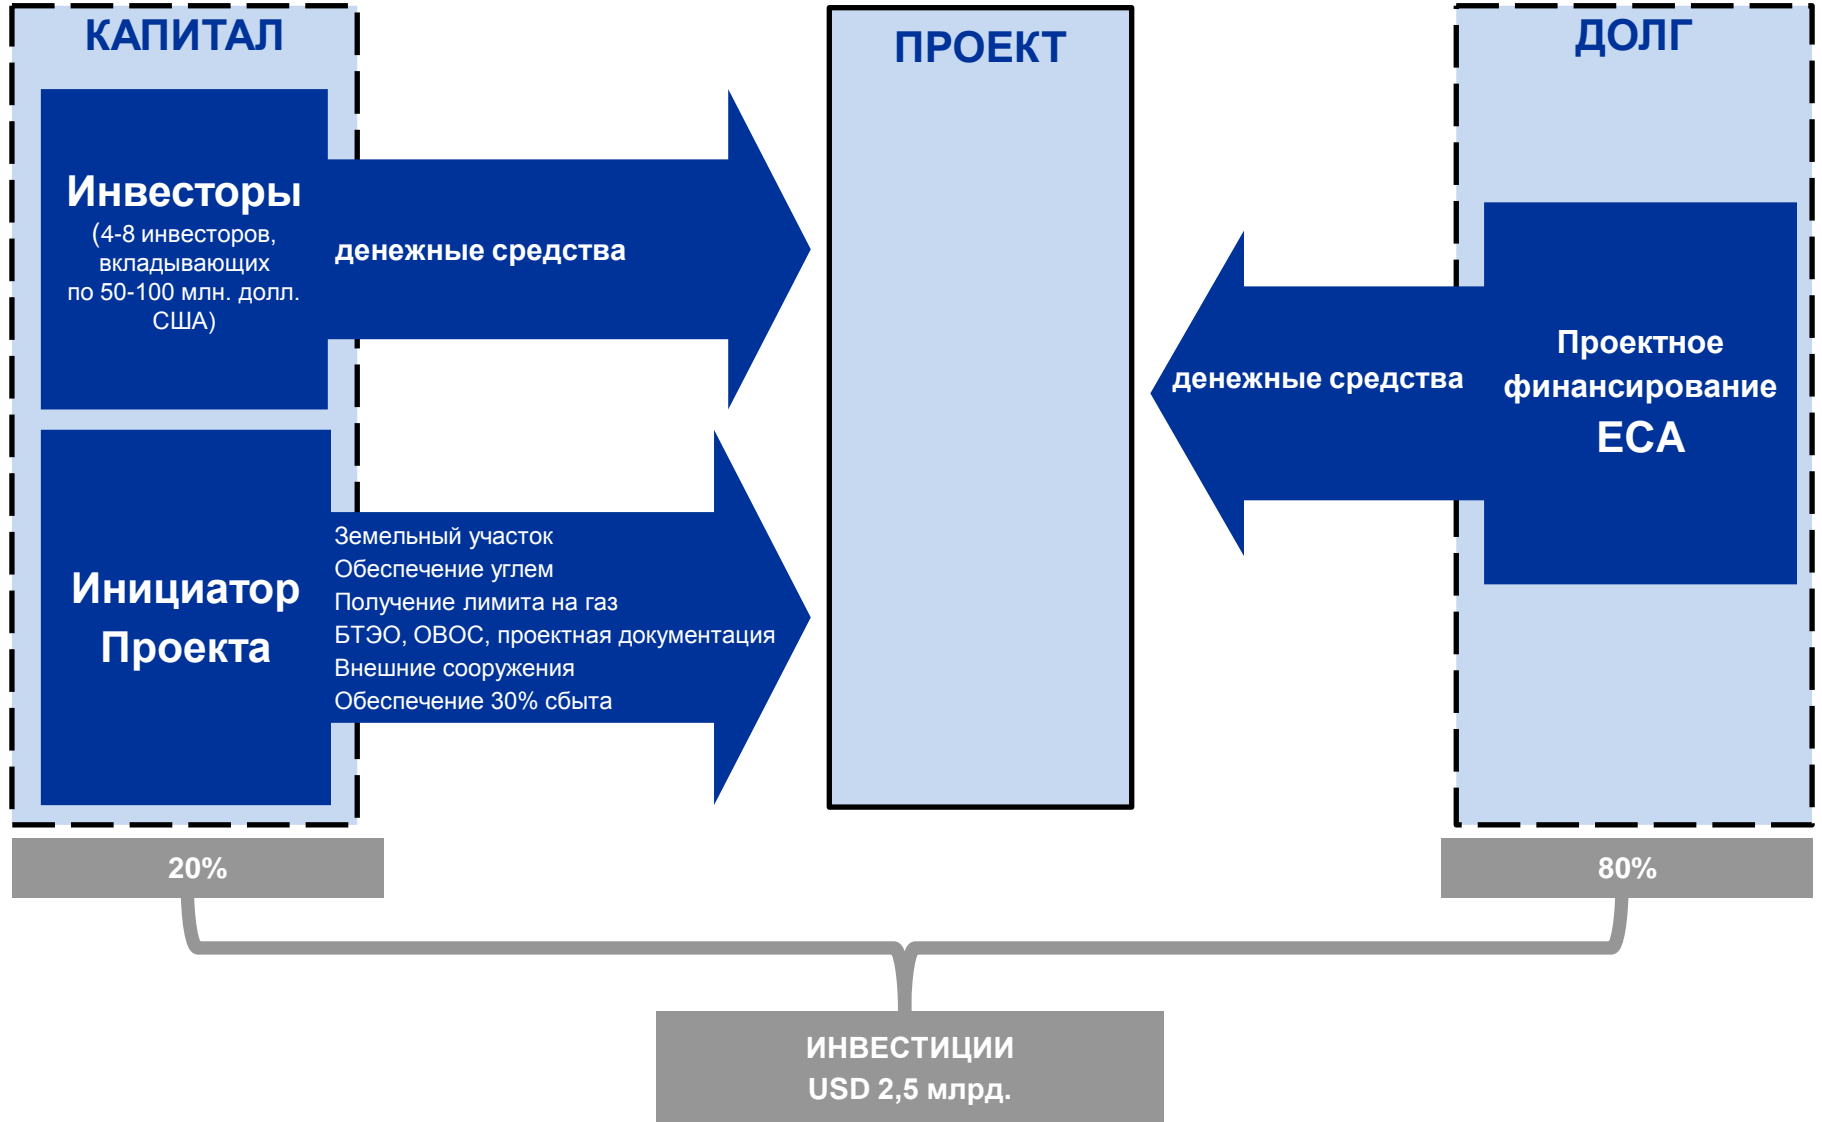 КАПИТАЛ
Инвесторы
(4-8 инвесторов,
вкладывающих
по 50-100 млн. долл.
США)
денежные средства
Инициатор
Проекта
Земельный участок
Обеспечение углем
Получение лимита на газ
БТЭО, ОВОС, проектная документация
Внешние сооружения
Обеспечение 30% сбыта
ПРОЕКТ
ДОЛГ
денежные средства
Проектное
финансирование
ECA
20%
80%
ИНВЕСТИЦИИ
USD 2,5 млрд.